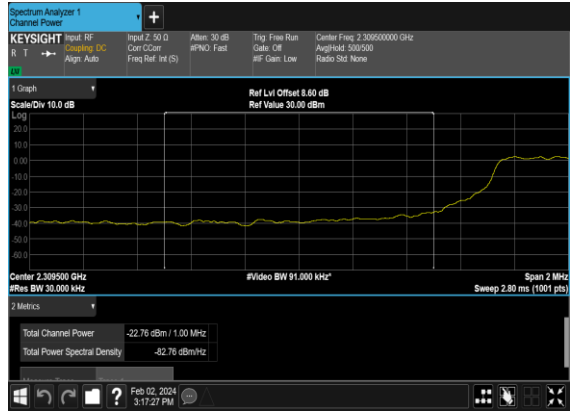 Spectrum Analyzer 1
Channel Power
KEYSIGHT
R T
LXI
Input: RF
Coupling: DC
Align: Auto
Input Z: 50 Ω
Corr CCorr
Freq Ref: Int (S)
Atten: 30 dB
#PNO: Fast
Trig: Free Run
Gate: Off
#IF Gain: Low
Center Freq: 2.309500000 GHz
Avg|Hold: 500/500
Radio Std: None
1 Graph
Scale/Div 10.0 dB
Ref Lvl Offset 8.60 dB
Ref Value 30.00 dBm
Log
20.0
10.0
0.00
-10.0
-20.0
-30.0
-40.0
-50.0
-60.0
Center 2.309500 GHz
#Res BW 30.000 kHz
#Video BW 91.000 kHz*
Span 2 MHz
Sweep 2.80 ms (1001 pts)
2 Metrics
Total Channel Power -22.76 dBm / 1.00 MHz
Total Power Spectral Density -82.76 dBm/Hz
?
Feb 02, 2024
3:17:27 PM